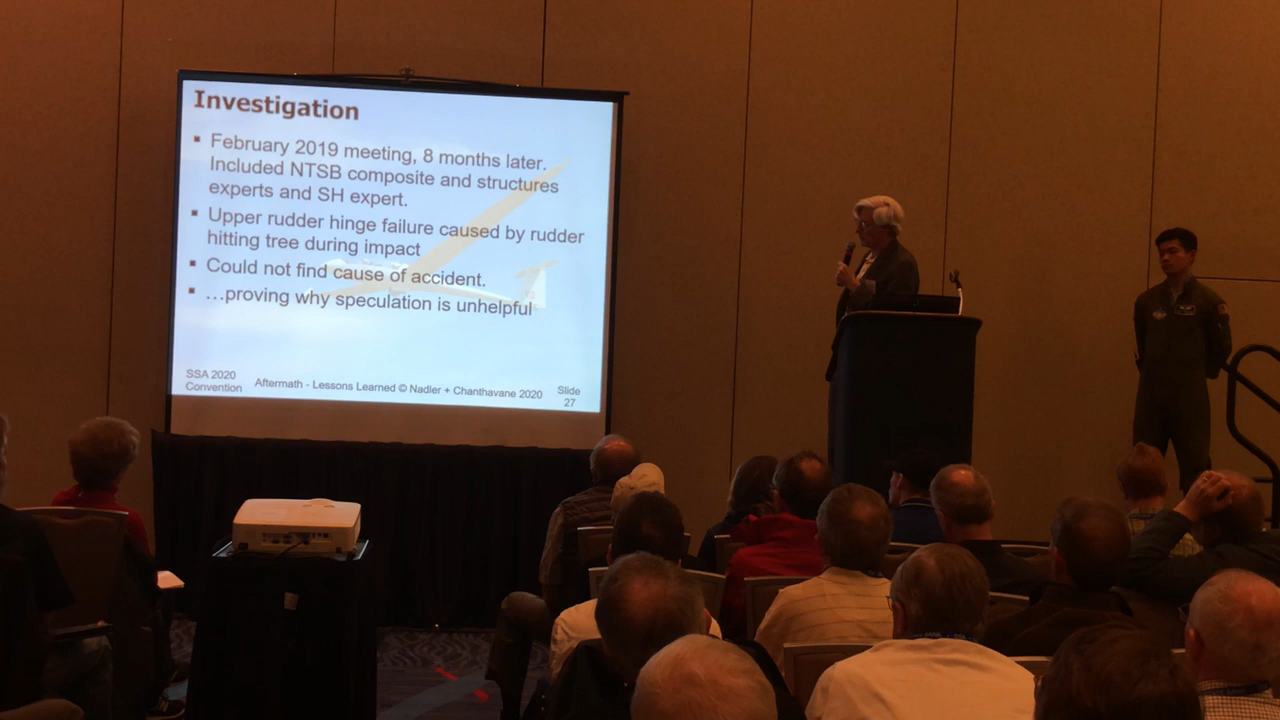 Investigation
▪ February 2019 meeting, 8 months later.
Included NTSB composite and structures
experts and SH expert.
▪ Upper rudder hinge failure caused by rudder
hitting tree during impact
▪ Could not find cause of accident.
▪ …proving why speculation is unhelpful
SSA 2020
Convention
Aftermath - Lessons Learned © Nadler + Chanthavane 2020
Slide
27